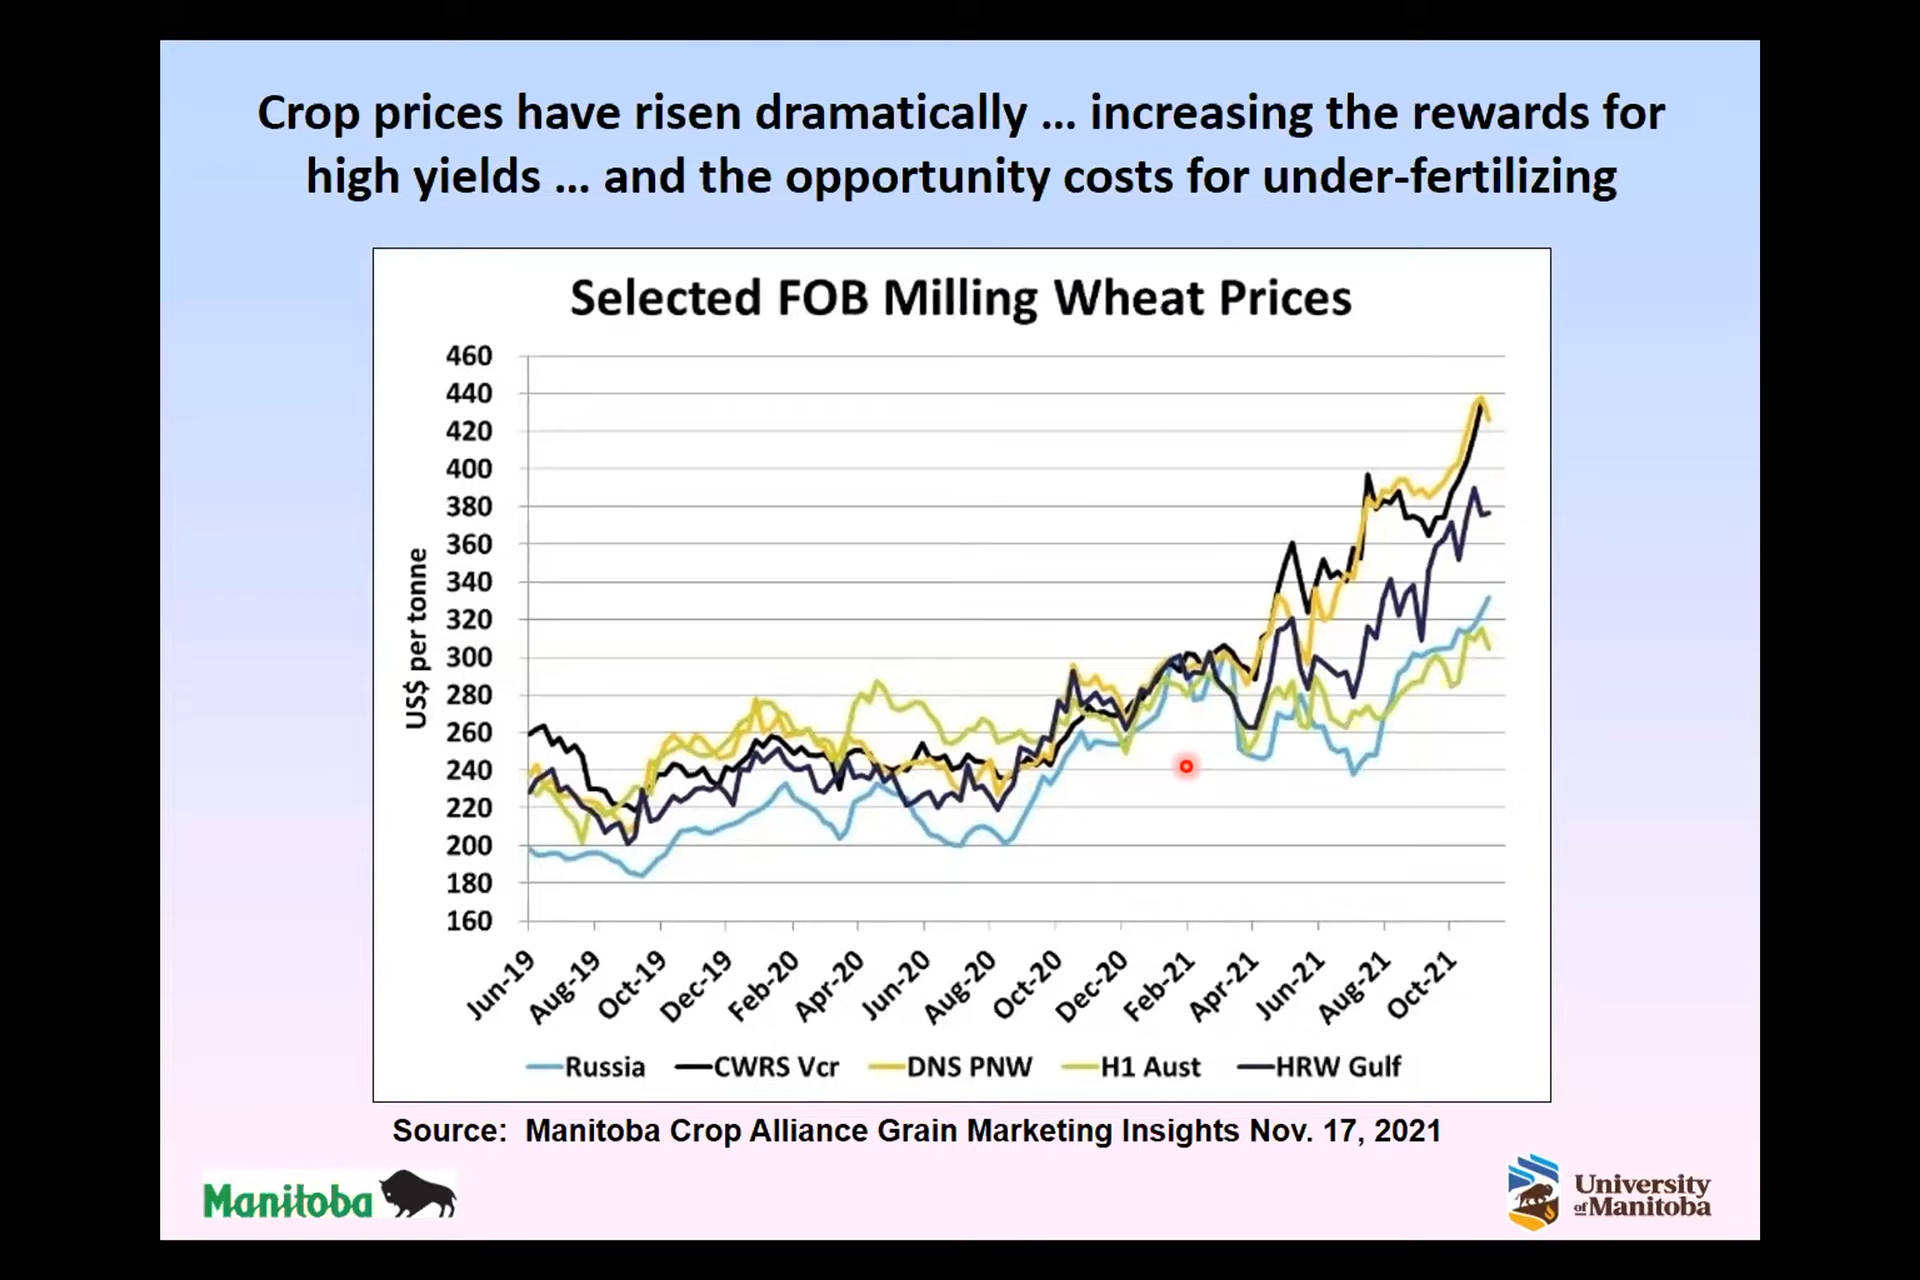 Crop prices have risen dramatically ... increasing the rewards for
high yields ... and the opportunity costs for under-fertilizing
Selected FOB Milling Wheat Prices
460
440
420
400
380
360
340
320
300
280
260
240
220
200
180
160
US$ per tonne
Jun-19
Aug-19
Oct-19
Dec-19
Feb-20
Apr-20
Jun-20
Aug-20
Oct-20
Dec-20
Feb-21
Apr-21
Jun-21
Aug-21
Oct-21
Russia CWRS Vcr DNS PNW H1 Aust HRW Gulf
Source: Manitoba Crop Alliance Grain Marketing Insights Nov. 17, 2021
Manitoba
University
of Manitoba